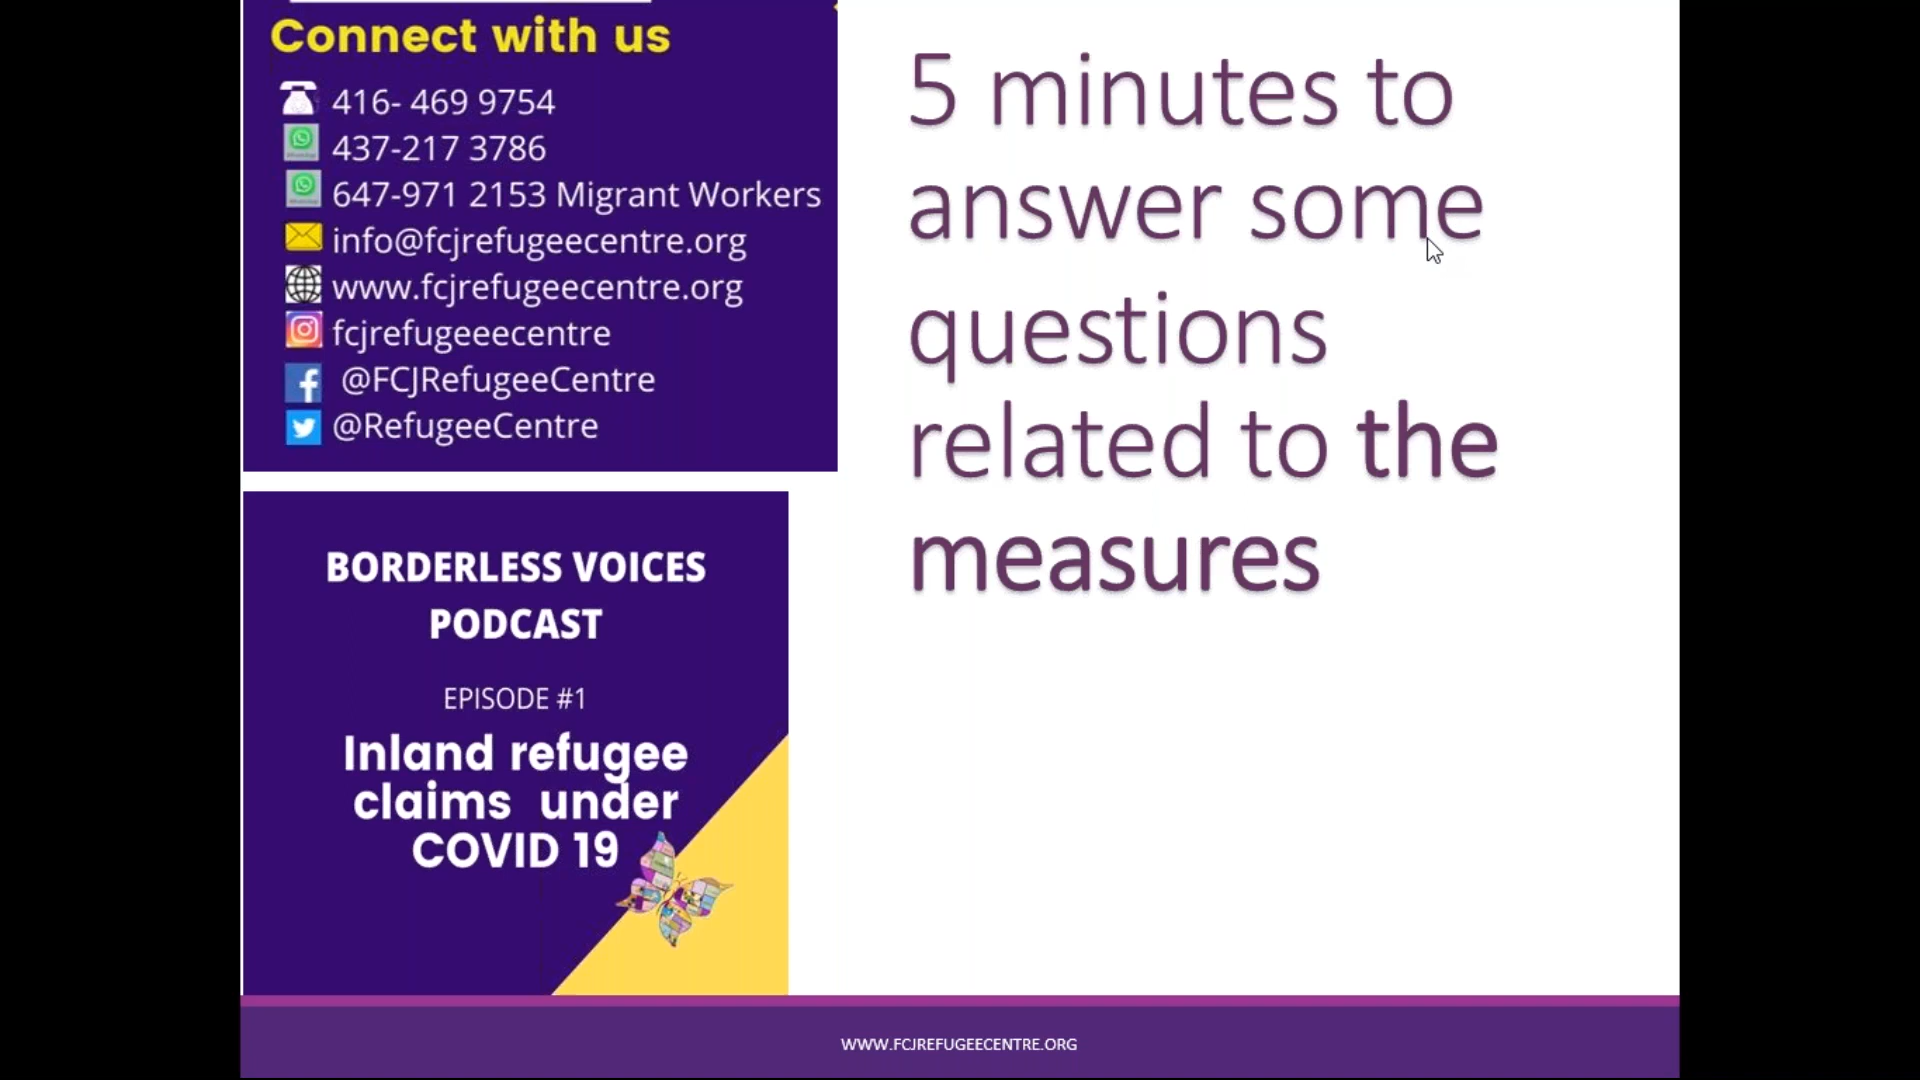 Connect with us
416- 469 9754
437-217 3786
647-971 2153 Migrant Workers
info@fcjrefugeecentre.org
www.fcjrefugeecentre.org
fcjrefugeeecentre
@FCJRefugeeCentre
@RefugeeCentre
BORDERLESS VOICES
PODCAST
EPISODE #1
Inland refugee
claims under
COVID 19
5 minutes to
answer some
questions
related to the
measures
WWW.FCJREFUGEECENTRE.ORG